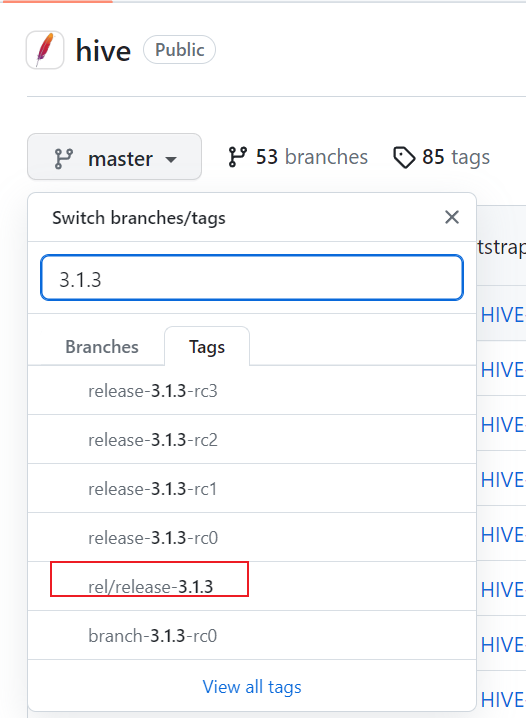 hive Public
master 53 branches 85 tags
Switch branches/tags
tstrap
3.1.3
HIVE
Branches Tags
HIVE
release-3.1.3-rc3
HIVE
release-3.1.3-rc2
HIVE
release-3.1.3-rc1
HIVE
release-3.1.3-rc0
HIVE
rel/release-3.1.3
HIVE
branch-3.1.3-rc0
HIVE
View all tags